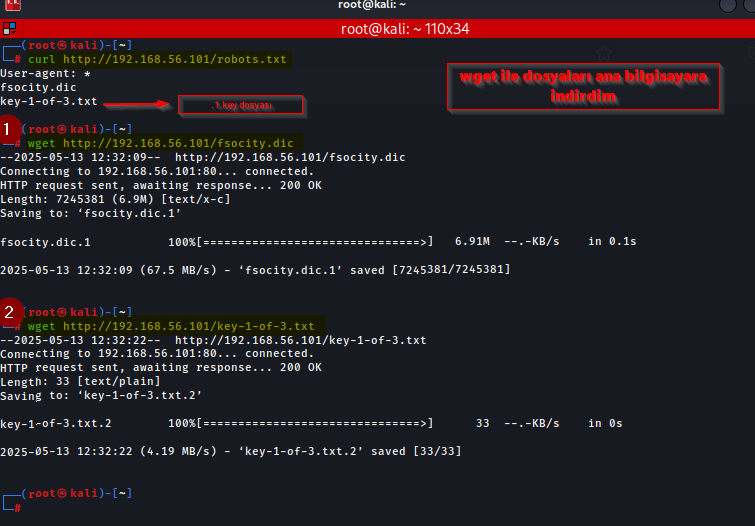 root@kali: ~
root@kali: ~ 110x34
(root㉿kali)-[~]
# curl http://192.168.56.101/robots.txt
User-agent: *
fsocity.dic
key-1-of-3.txt
1.key dosyası
wget ile dosyaları ana bilgisayara
indirdim
(root㉿kali)-[~]
1
# wget http://192.168.56.101/fsocity.dic
--2025-05-13 12:32:09--  http://192.168.56.101/fsocity.dic
Connecting to 192.168.56.101:80... connected.
HTTP request sent, awaiting response... 200 OK
Length: 7245381 (6.9M) [text/x-c]
Saving to: ‘fsocity.dic.1’
fsocity.dic.1 100%[===============================>] 6.91M --.-KB/s in 0.1s
2025-05-13 12:32:09 (67.5 MB/s) - ‘fsocity.dic.1’ saved [7245381/7245381]
(root㉿kali)-[~]
2
# wget http://192.168.56.101/key-1-of-3.txt
--2025-05-13 12:32:22--  http://192.168.56.101/key-1-of-3.txt
Connecting to 192.168.56.101:80... connected.
HTTP request sent, awaiting response... 200 OK
Length: 33 [text/plain]
Saving to: ‘key-1-of-3.txt.2’
key-1-of-3.txt.2 100%[===============================>] 33 --.-KB/s in 0s
2025-05-13 12:32:22 (4.19 MB/s) - ‘key-1-of-3.txt.2’ saved [33/33]
(root㉿kali)-[~]
#